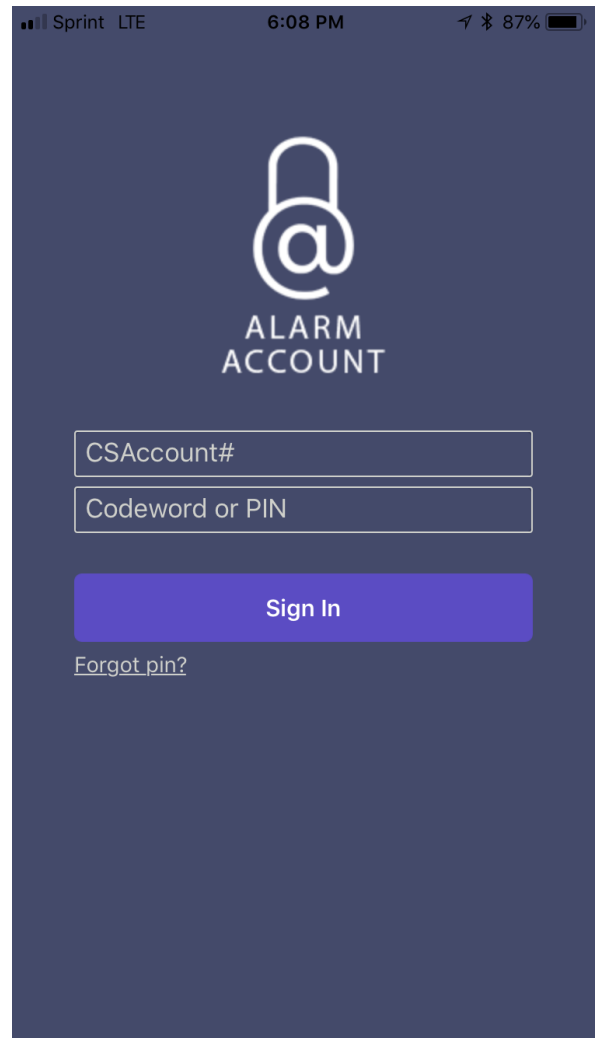 Sprint LTE 6:08 PM 87%
@
ALARM
ACCOUNT
CSAccount#
Codeword or PIN
Sign In
Forgot pin?